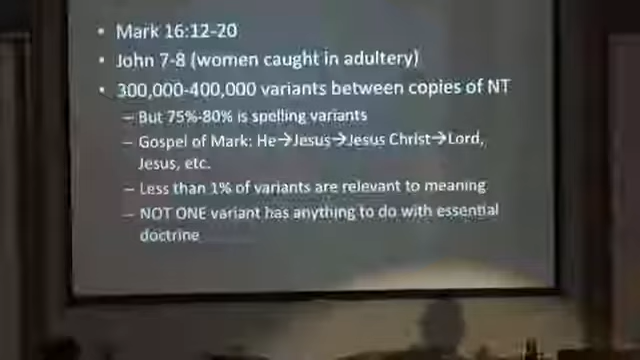 • Mark 16:12-20
• John 7-8 (women caught in adultery)
• 300,000-400,000 variants between copies of NT
– But 75%-80% is spelling variants
– Gospel of Mark: He→Jesus→Jesus Christ→Lord,
Jesus, etc.
– Less than 1% of variants are relevant to meaning
– NOT ONE variant has anything to do with essential
doctrine